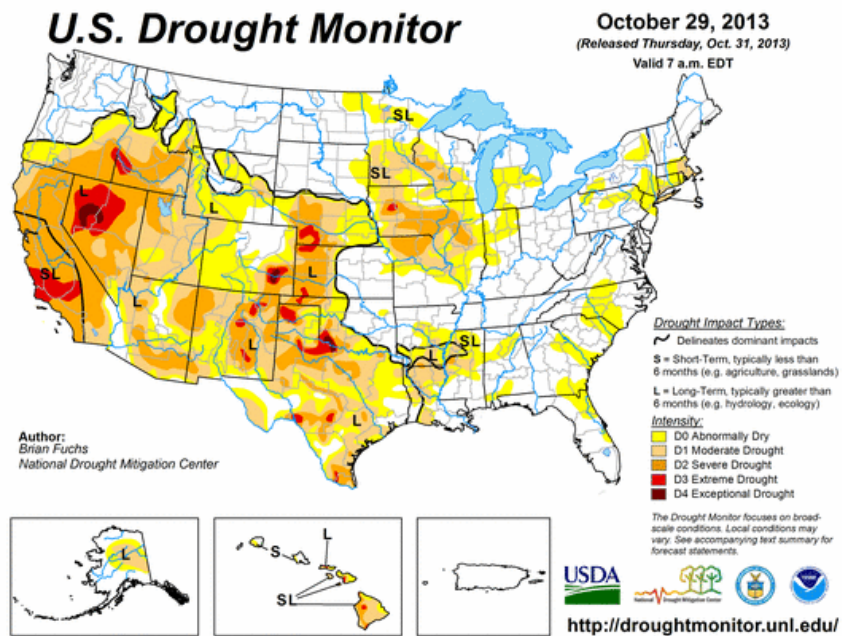 U.S. Drought Monitor
October 29, 2013
(Released Thursday, Oct. 31, 2013)
Valid 7 a.m. EDT
SL
SL
L
L
S
SL
L
L
L
SL
L
L
Drought Impact Types:
Delineates dominant impacts
S = Short-Term, typically less than
6 months (e.g. agriculture, grasslands)
L = Long-Term, typically greater than
6 months (e.g. hydrology, ecology)
Intensity:
D0 Abnormally Dry
D1 Moderate Drought
D2 Severe Drought
D3 Extreme Drought
D4 Exceptional Drought
Author:
Brian Fuchs
National Drought Mitigation Center
The Drought Monitor focuses on broad-
scale conditions. Local conditions may
vary. See accompanying text summary for
forecast statements.
L
L
S
SL
USDA
National Drought Mitigation Center
http://droughtmonitor.unl.edu/